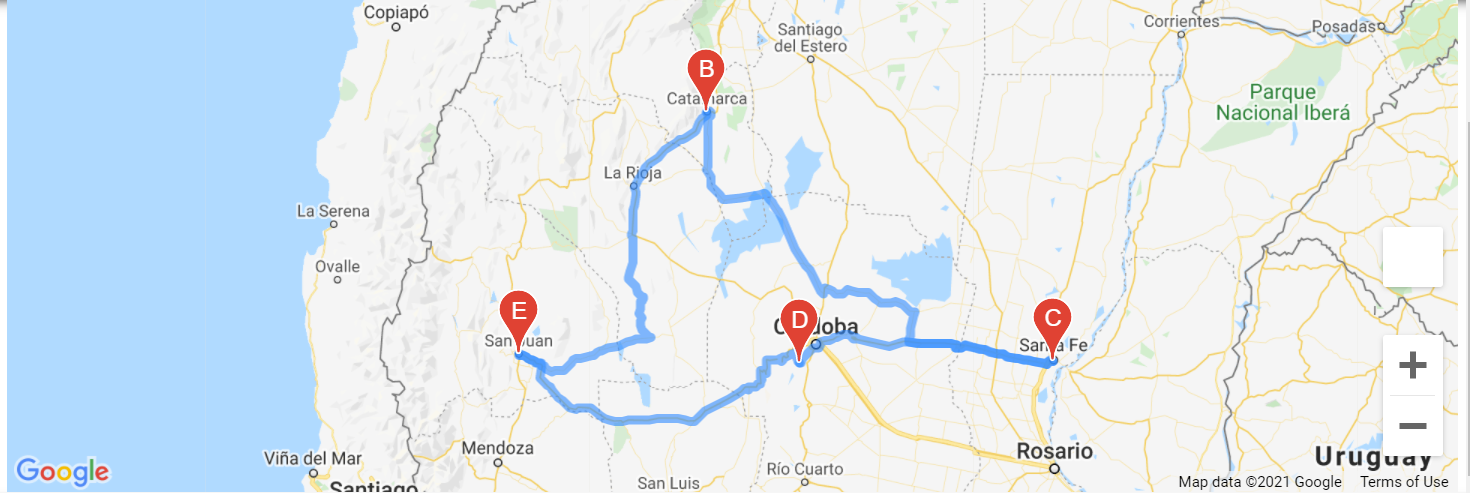 Copiapó
Santiago
del Estero
Corrientes
Posadas
B
Catamarca
Parque
Nacional Iberá
La Rioja
La Serena
Ovalle
E
San Juan
D
Córdoba
C
Santa Fe
Mendoza
Viña del Mar
Santiago
San Luis
Río Cuarto
Rosario
Uruguay
Google
Map data ©2021 Google
Terms of Use